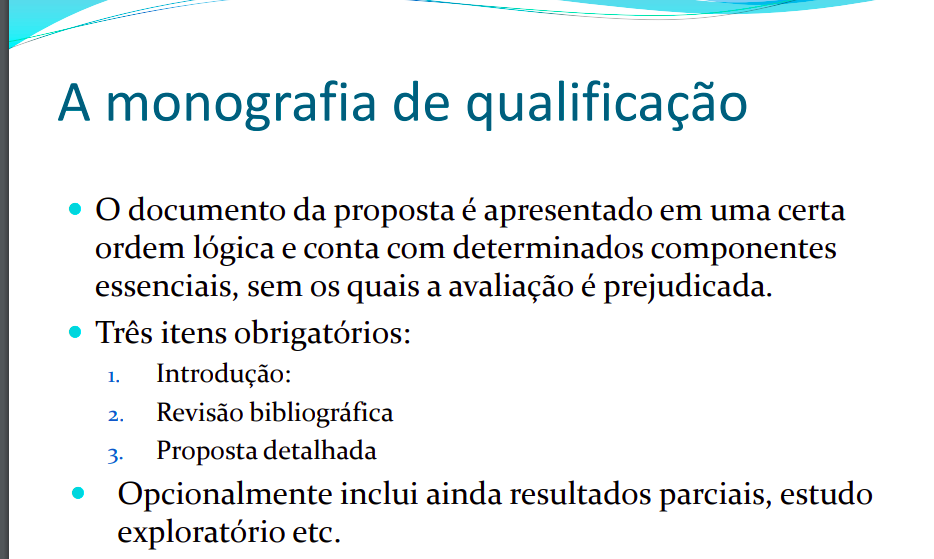 A monografia de qualificação
• O documento da proposta é apresentado em uma certa
ordem lógica e conta com determinados componentes
essenciais, sem os quais a avaliação é prejudicada.
• Três itens obrigatórios:
1. Introdução:
2. Revisão bibliográfica
3. Proposta detalhada
• Opcionalmente inclui ainda resultados parciais, estudo
exploratório etc.